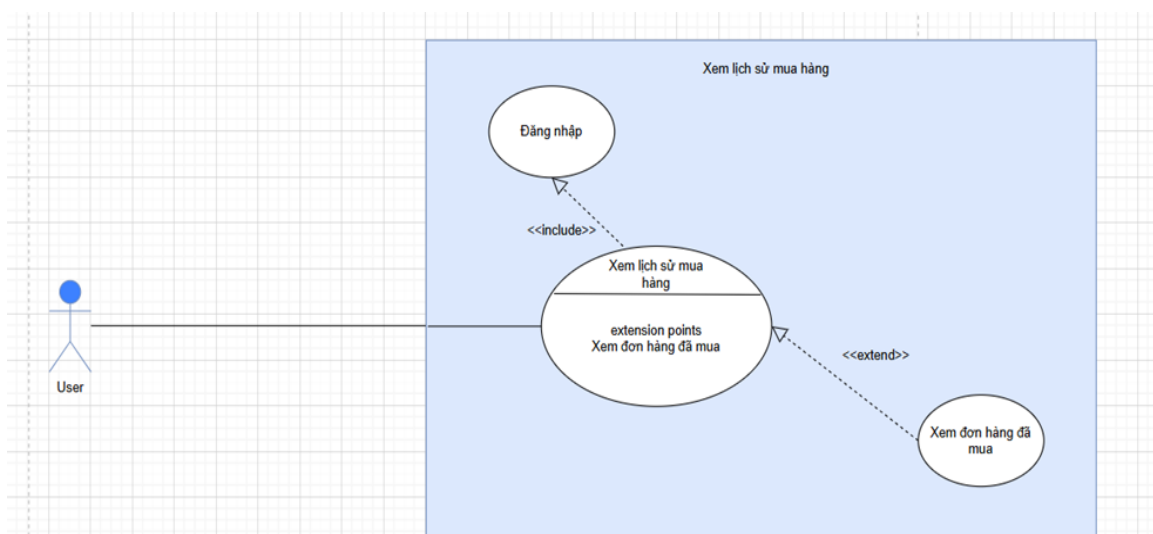 Xem lịch sử mua hàng
Đăng nhập
<<include>>
Xem lịch sử mua
hàng
extension points
Xem đơn hàng đã mua
<<extend>>
User
Xem đơn hàng đã
mua